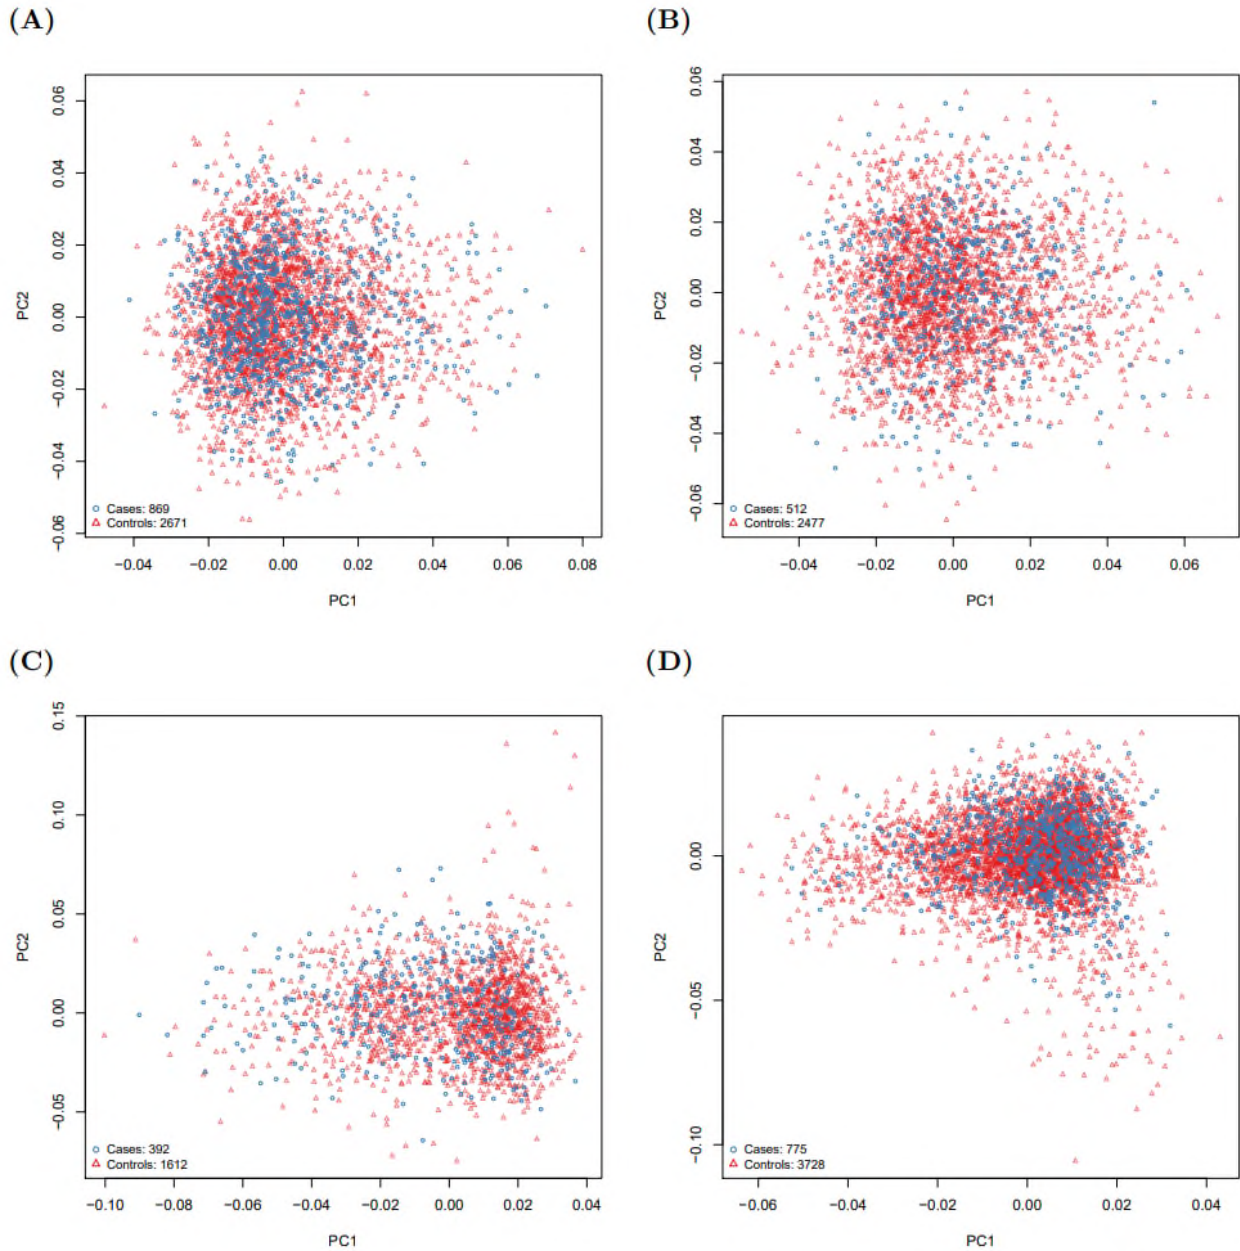 (A)
(B)
0.06
0.04
0.02
0.00
−0.02
−0.04
−0.06
PC2
Cases: 869
Controls: 2671
−0.04 −0.02 0.00 0.02 0.04 0.06 0.08
PC1
0.06
0.04
0.02
0.00
−0.02
−0.04
−0.06
PC2
Cases: 512
Controls: 2477
−0.04 −0.02 0.00 0.02 0.04 0.06
PC1
(C)
(D)
0.15
0.10
0.05
0.00
−0.05
PC2
Cases: 392
Controls: 1612
−0.10 −0.08 −0.06 −0.04 −0.02 0.00 0.02 0.04
PC1
0.00
−0.05
−0.10
PC2
Cases: 775
Controls: 3728
−0.06 −0.04 −0.02 0.00 0.02 0.04
PC1